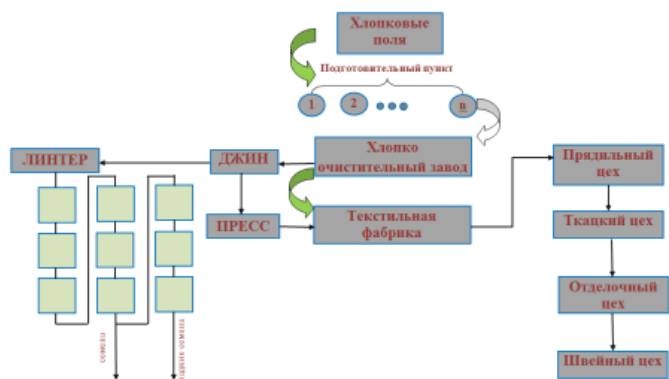 Хлопковые
поля
Подготовительный пункт
1
2
n
Хлопко
очистительный завод
ДЖИН
ЛИНТЕР
ПРЕСС
Текстильная
фабрика
Прядильный
цех
Ткацкий цех
Отделочный
цех
Швейный цех
семена
семена